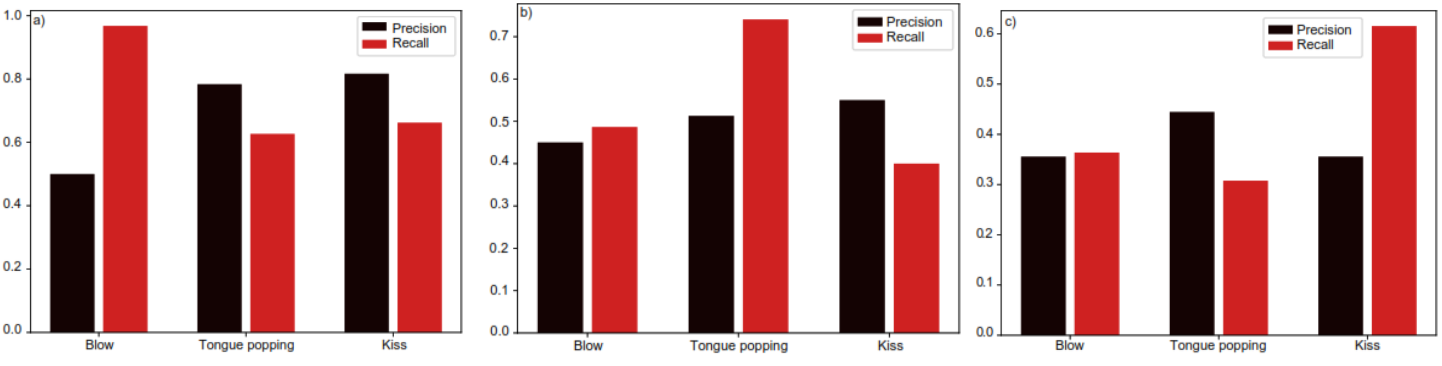 a)
Precision
Recall
1.0
0.8
0.6
0.4
0.2
0.0
Blow
Tongue popping
Kiss
b)
Precision
Recall
0.7
0.6
0.5
0.4
0.3
0.2
0.1
0.0
Blow
Tongue popping
Kiss
c)
Precision
Recall
0.6
0.5
0.4
0.3
0.2
0.1
0.0
Blow
Tongue popping
Kiss